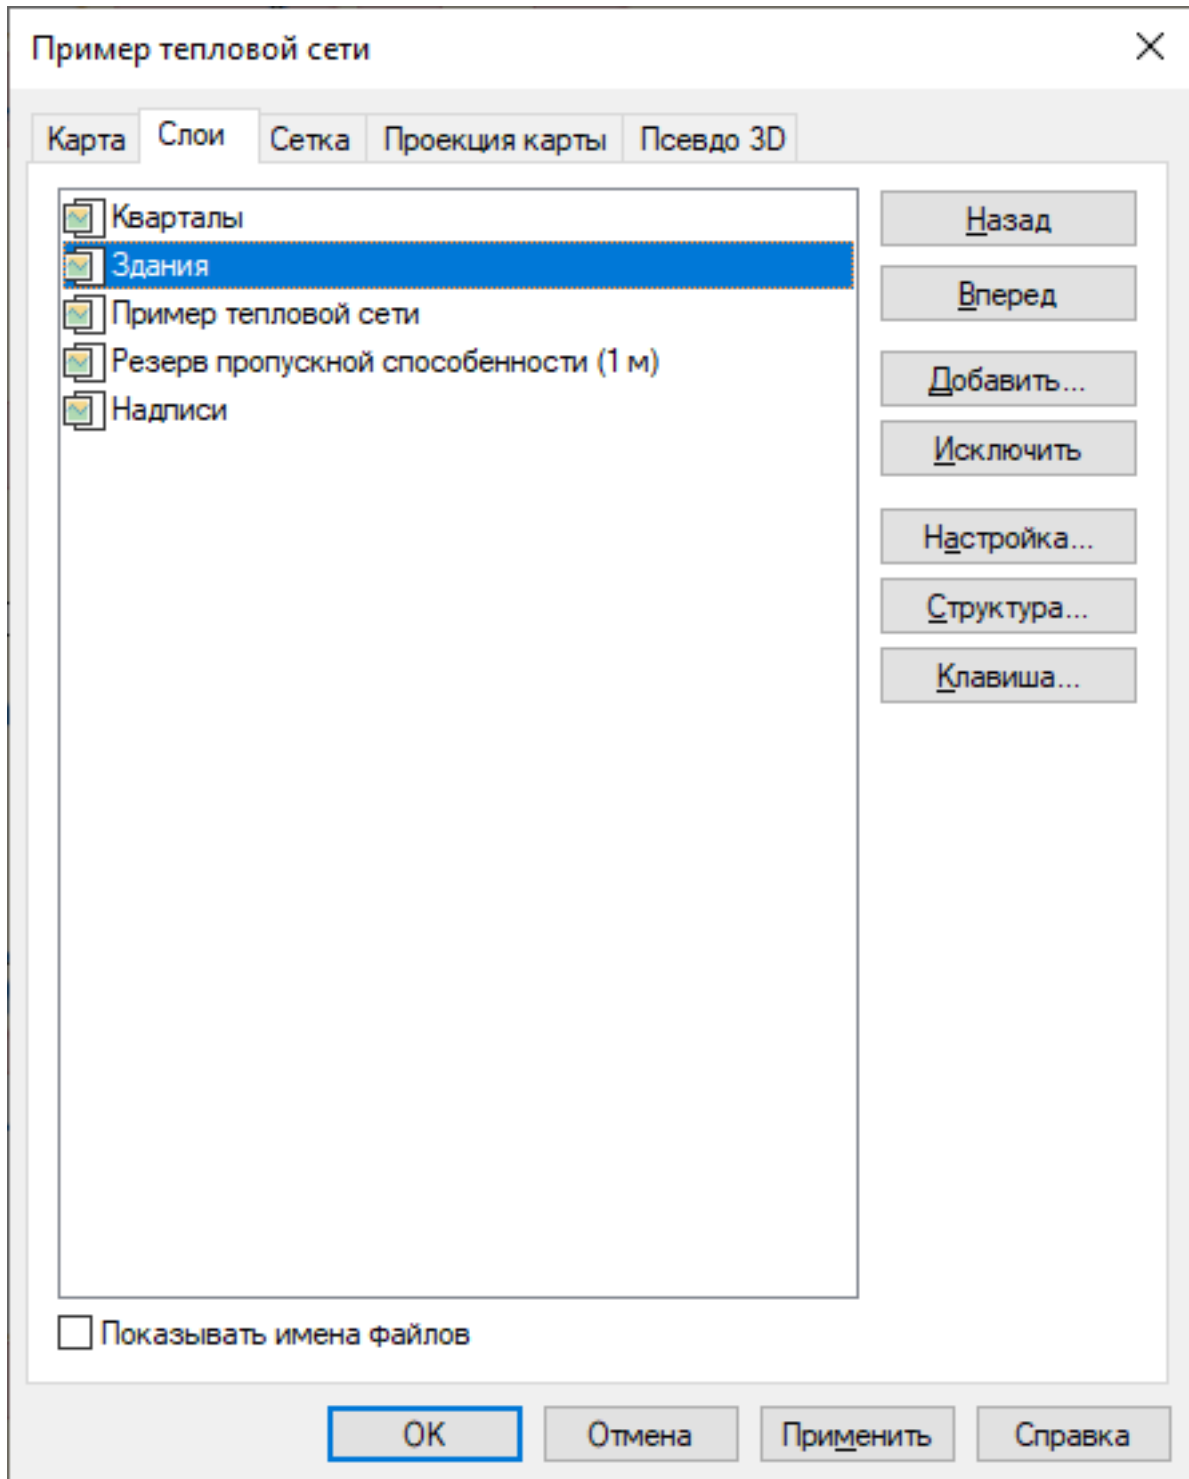 Пример тепловой сети
Карта Слои Сетка Проекция карты Псевдо 3D
Кварталы
Здания
Пример тепловой сети
Резерв пропускной способенности (1 м)
Надписи
Назад
Вперед
Добавить...
Исключить
Настройка...
Структура...
Клавиша...
Показывать имена файлов
OK Отмена Применить Справка